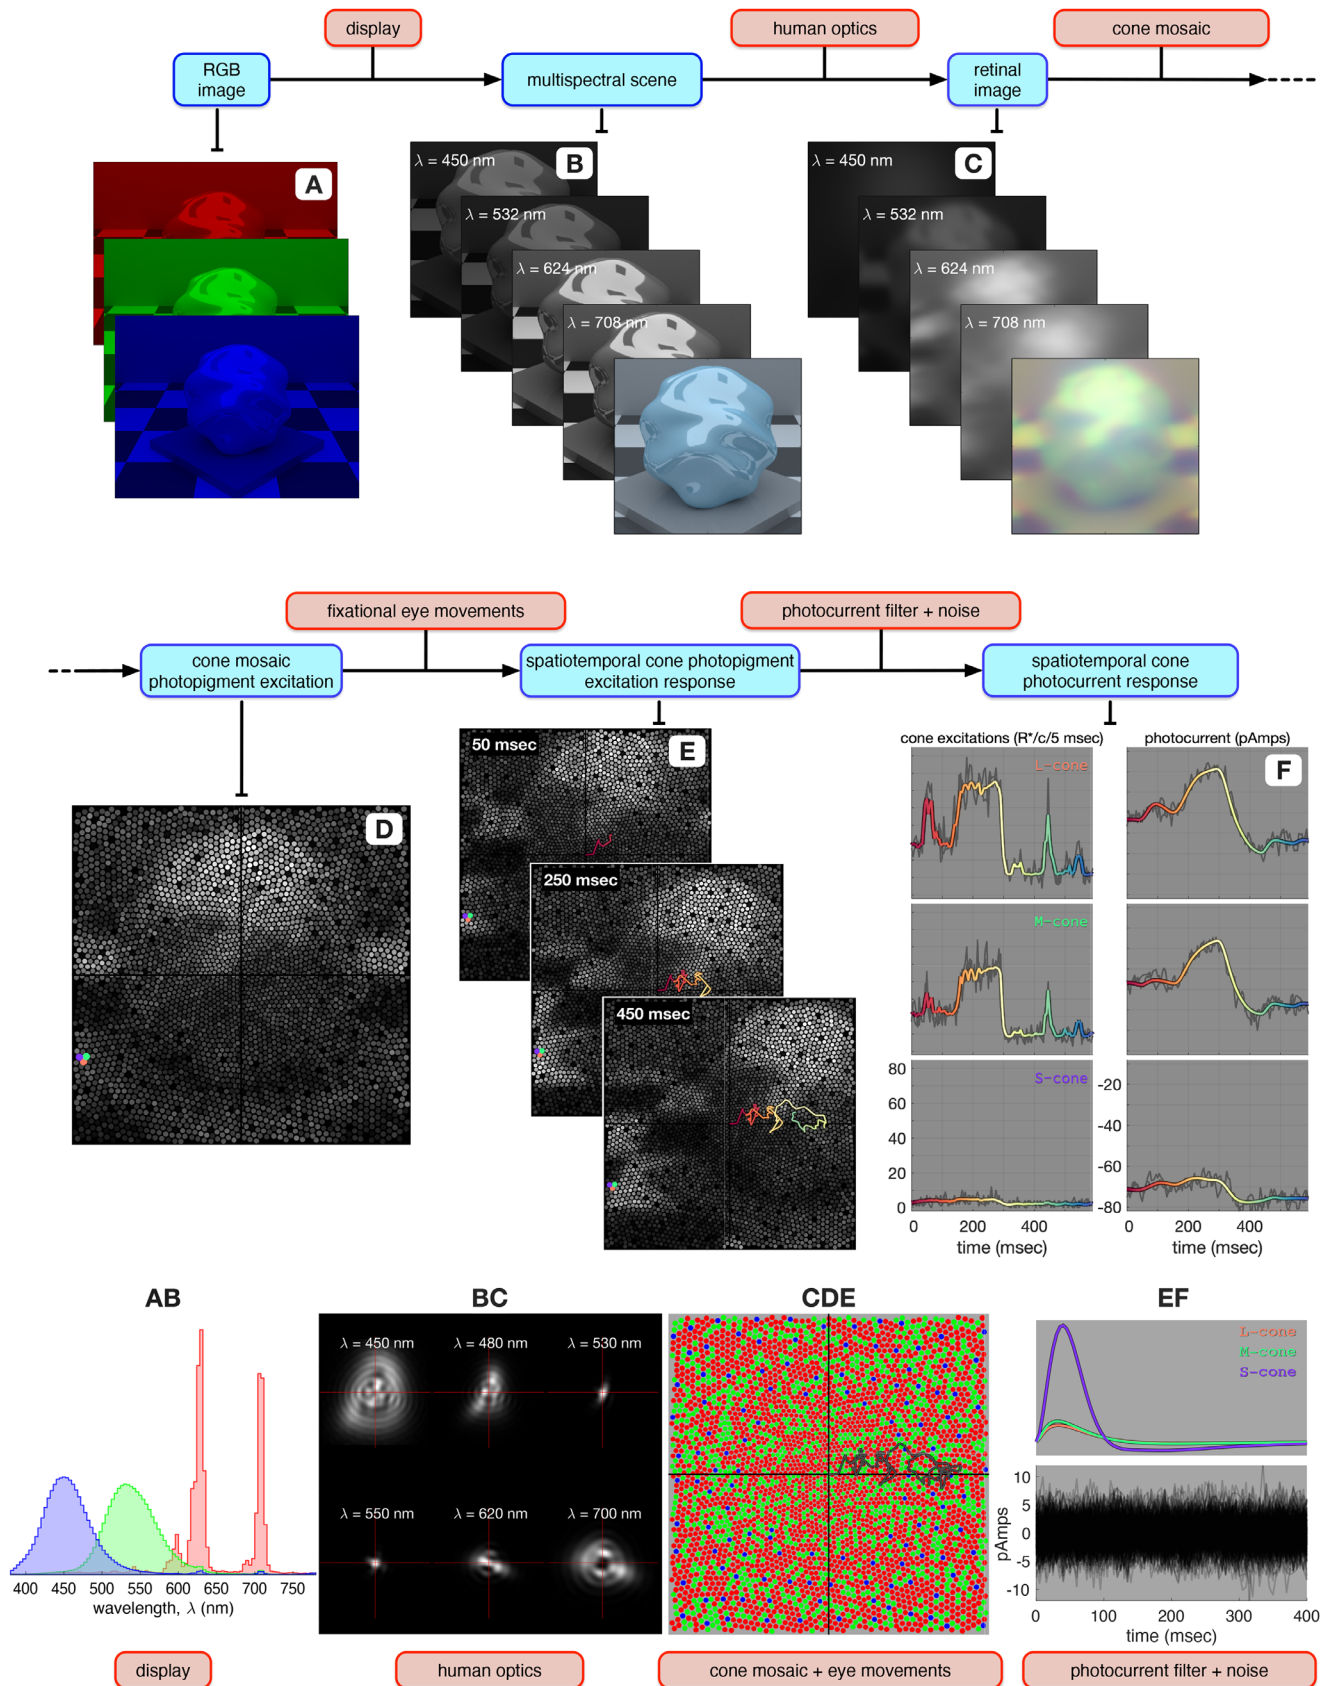 display
human optics
cone mosaic
RGB
image
multispectral scene
retinal
image
A
λ = 450 nm
B
λ = 532 nm
λ = 624 nm
λ = 708 nm
λ = 450 nm
C
λ = 532 nm
λ = 624 nm
λ = 708 nm
fixational eye movements
photocurrent filter + noise
cone mosaic
photopigment excitation
spatiotemporal cone photopigment
excitation response
spatiotemporal cone
photocurrent response
D
50 msec
E
250 msec
450 msec
cone excitations (R*/c/5 msec)
photocurrent (pAmps)
L-cone
F
M-cone
S-cone
80
60
40
20
0
0 200 400
time (msec)
-20
-40
-60
-80
0 200 400
time (msec)
AB
400 450 500 550 600 650 700 750
wavelength, λ (nm)
display
BC
λ = 450 nm
λ = 480 nm
λ = 530 nm
λ = 550 nm
λ = 620 nm
λ = 700 nm
human optics
CDE
cone mosaic + eye movements
EF
L-cone
M-cone
S-cone
10
5
0
-5
-10
pAmps
0 100 200 300 400
time (msec)
photocurrent filter + noise